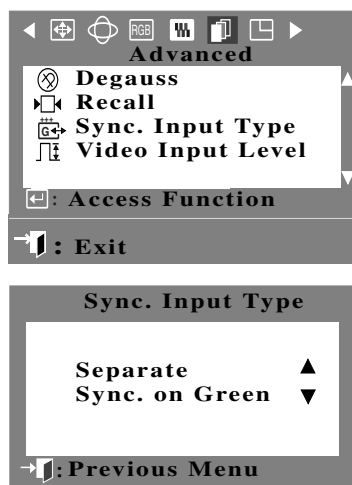 RGB
Advanced
Degauss
Recall
G Sync. Input Type
Video Input Level
: Access Function
: Exit
Sync. Input Type
Separate
Sync. on Green
: Previous Menu